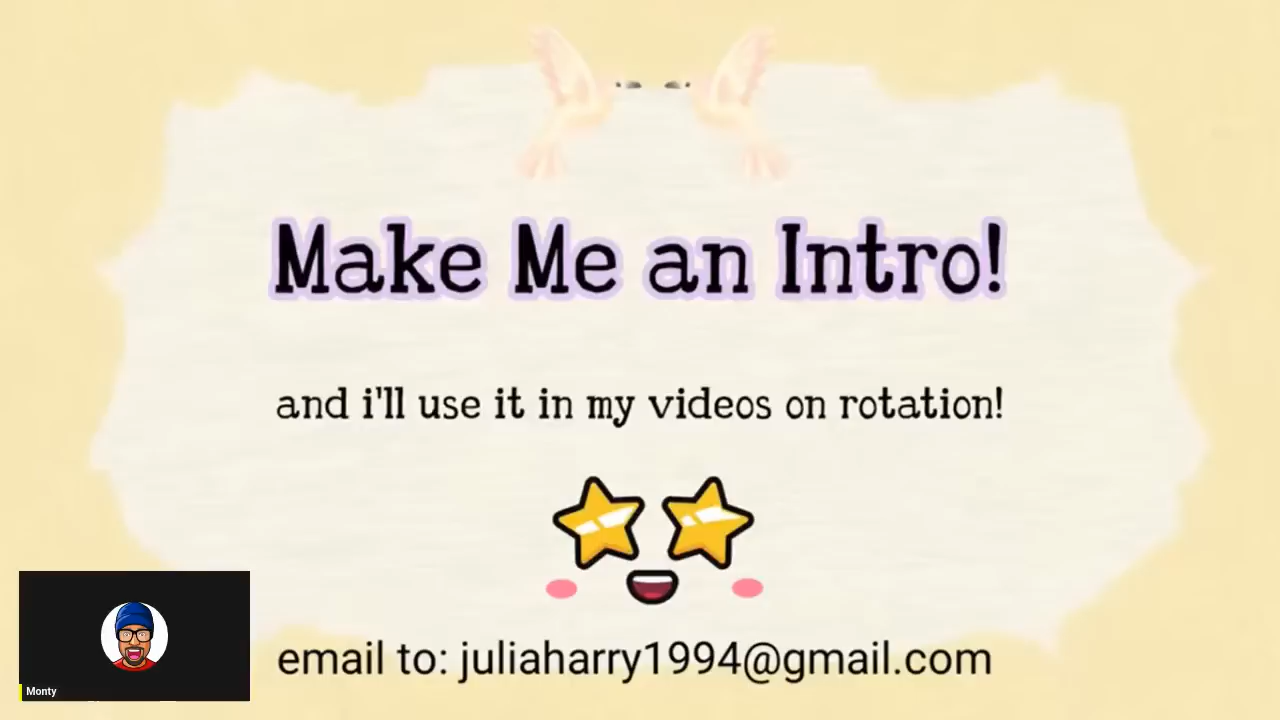 Make Me an Intro!
and i'll use it in my videos on rotation!
email to: juliaharry1994@gmail.com
Monty